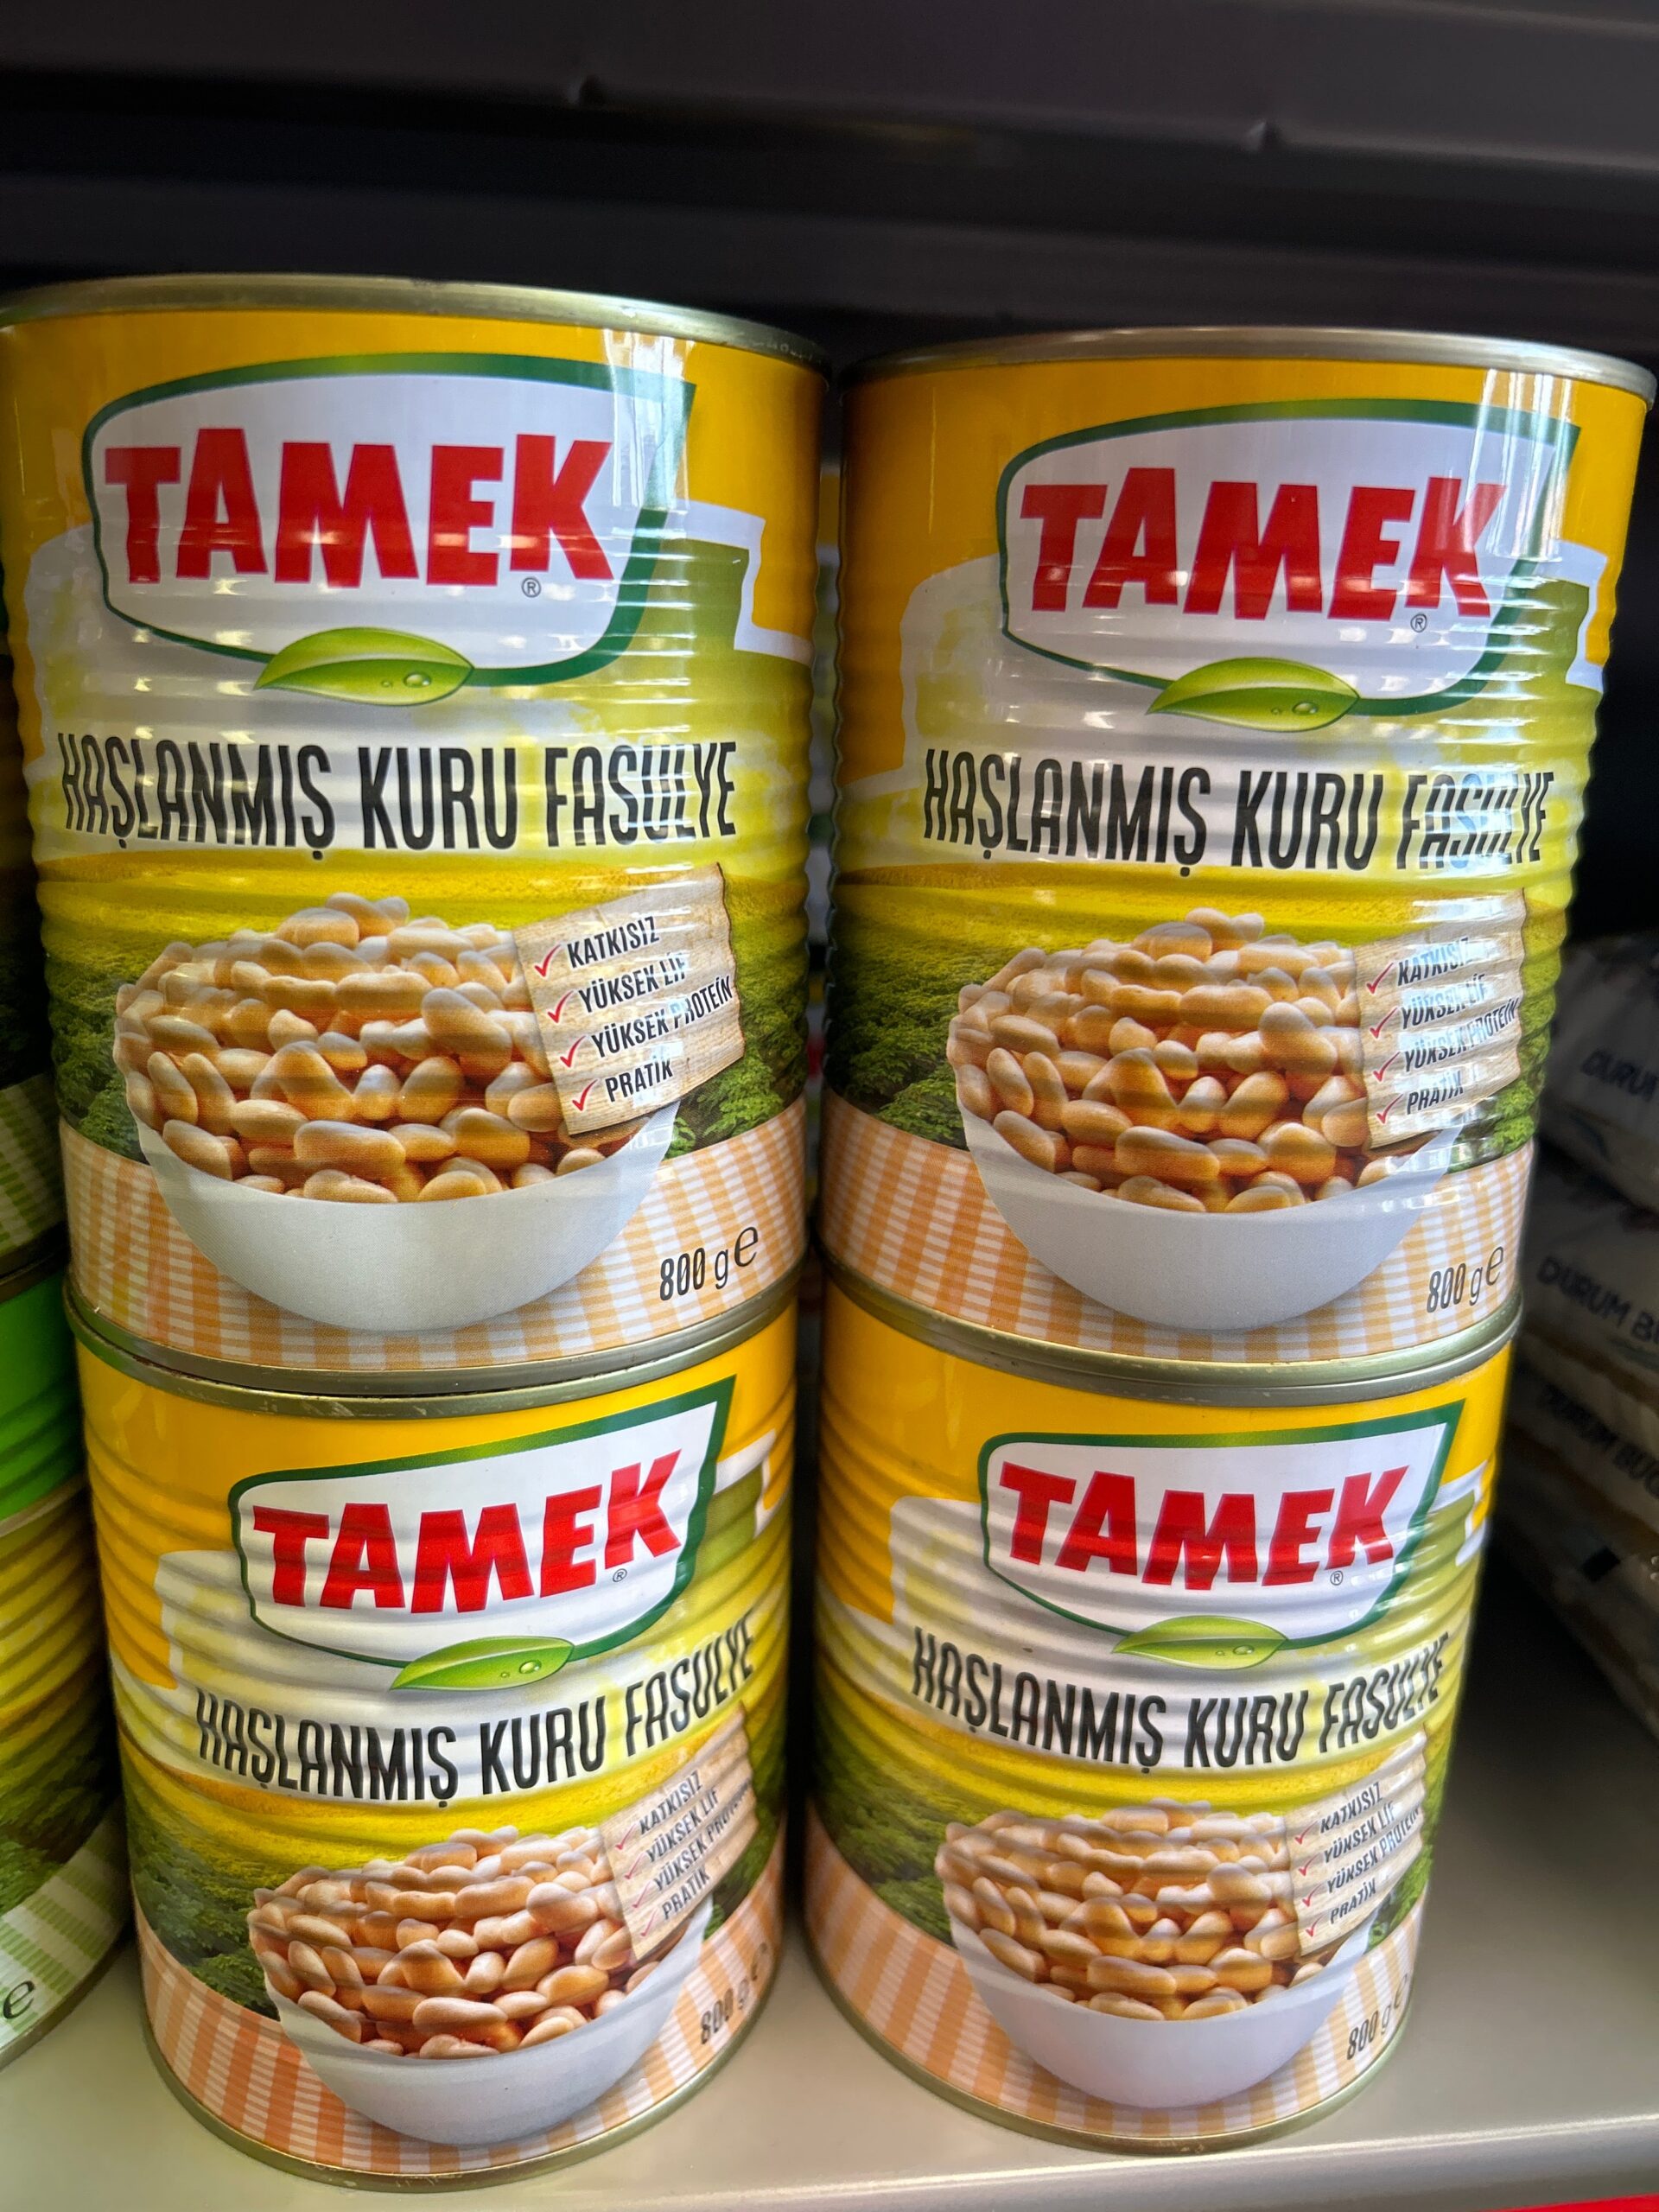 TAMEK
®
HAŞLANMIŞ KURU FASULYE
KATKISIZ
YÜKSEK LİF
YÜKSEK PROTEİN
PRATİK
800 g e
TAMEK
®
HAŞLANMIŞ KURU FASULYE
KATKISIZ
YÜKSEK LİF
YÜKSEK PROTEİN
PRATİK
800 g e
TAMEK
®
HAŞLANMIŞ KURU FASULYE
KATKISIZ
YÜKSEK LİF
YÜKSEK PROTEİN
PRATİK
800 g e
TAMEK
®
HAŞLANMIŞ KURU FASULYE
KATKISIZ
YÜKSEK LİF
YÜKSEK PROTEİN
PRATİK
800 g e
e
DURUM
DURUM